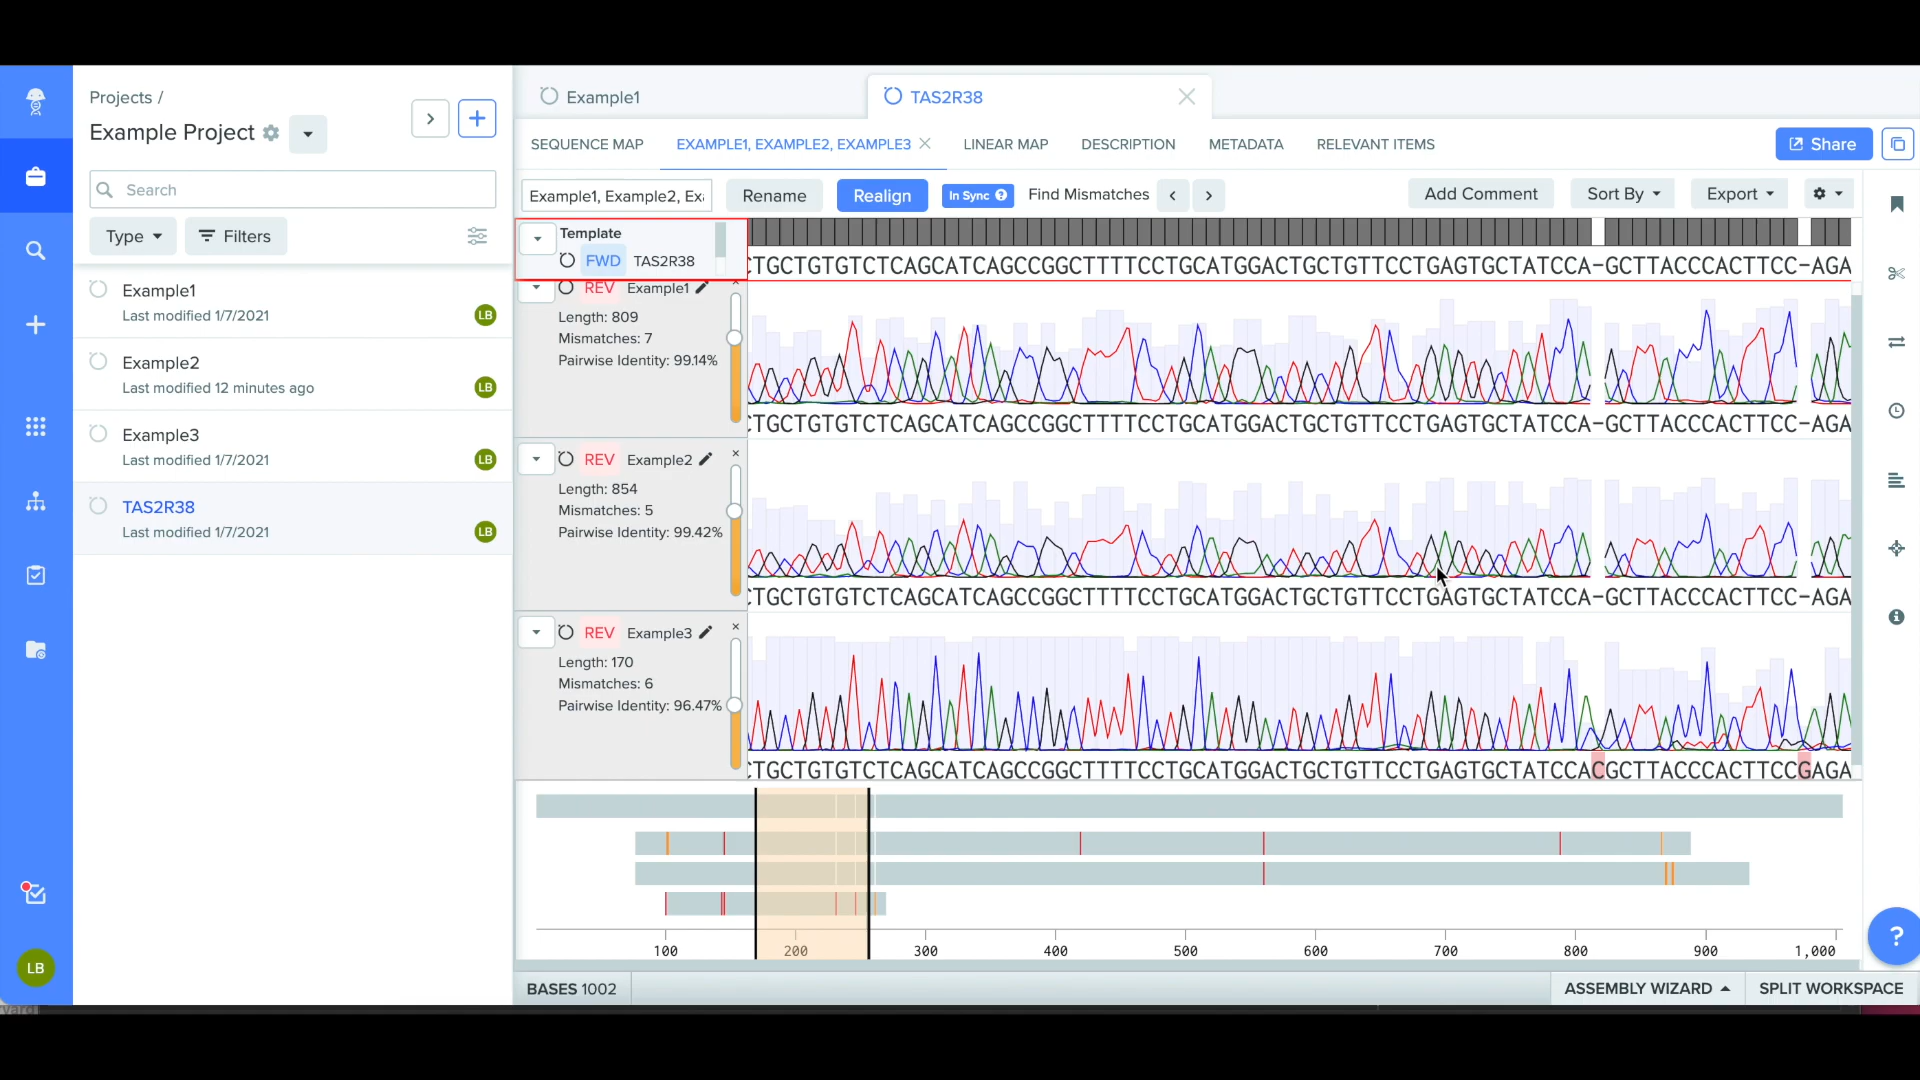 Projects /
Example Project
Search
Type
Filters
Example1
Last modified 1/7/2021
LB
Example2
Last modified 12 minutes ago
LB
Example3
Last modified 1/7/2021
LB
TAS2R38
Last modified 1/7/2021
LB
LB
Example1
TAS2R38
SEQUENCE MAP
EXAMPLE1, EXAMPLE2, EXAMPLE3
LINEAR MAP
DESCRIPTION
METADATA
RELEVANT ITEMS
Share
Example1, Example2, Ex
Rename
Realign
In Sync
Find Mismatches
Add Comment
Sort By
Export
Template
FWD TAS2R38
TGCTGTGTCTCAGCATCAGCCGGCTTTTCCTGCATGGACTGCTGTTCCTGAGTGCTATCCA-GCTTACCCACTTCC-AGA
REV Example1
Length: 809
Mismatches: 7
Pairwise Identity: 99.14%
TGCTGTGTCTCAGCATCAGCCGGCTTTTCCTGCATGGACTGCTGTTCCTGAGTGCTATCCA-GCTTACCCACTTCC-AGA
REV Example2
Length: 854
Mismatches: 5
Pairwise Identity: 99.42%
TGCTGTGTCTCAGCATCAGCCGGCTTTTCCTGCATGGACTGCTGTTCCTGAGTGCTATCCA-GCTTACCCACTTCC-AGA
REV Example3
Length: 170
Mismatches: 6
Pairwise Identity: 96.47%
TGCTGTGTCTCAGCATCAGCCGGCTTTTCCTGCATGGACTGCTGTTCCTGAGTGCTATCCACGCTTACCCACTTCCGAGA
100 200 300 400 500 600 700 800 900 1,000
?
BASES 1002
ASSEMBLY WIZARD
SPLIT WORKSPACE